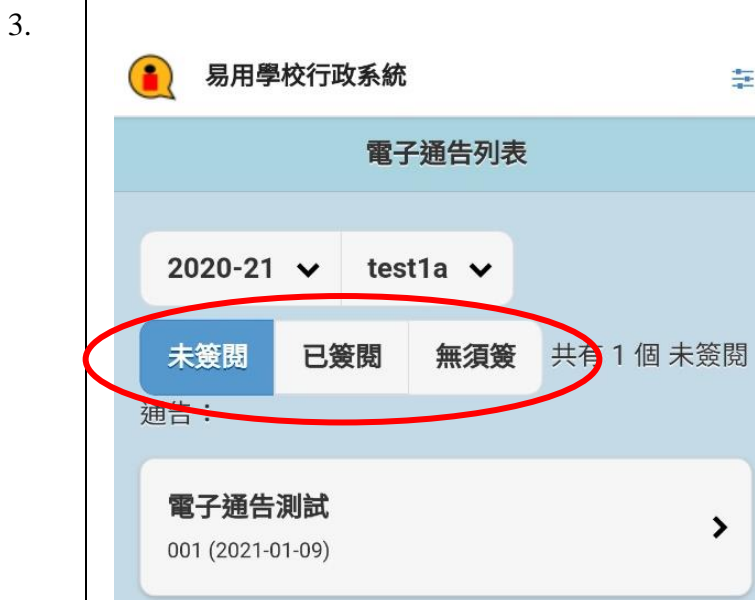 3.
易用學校行政系統
電子通告列表
2020-21 test1a
未簽閱 已簽閱 無須簽 共有 1 個 未簽閱
通告：
電子通告測試
001 (2021-01-09)